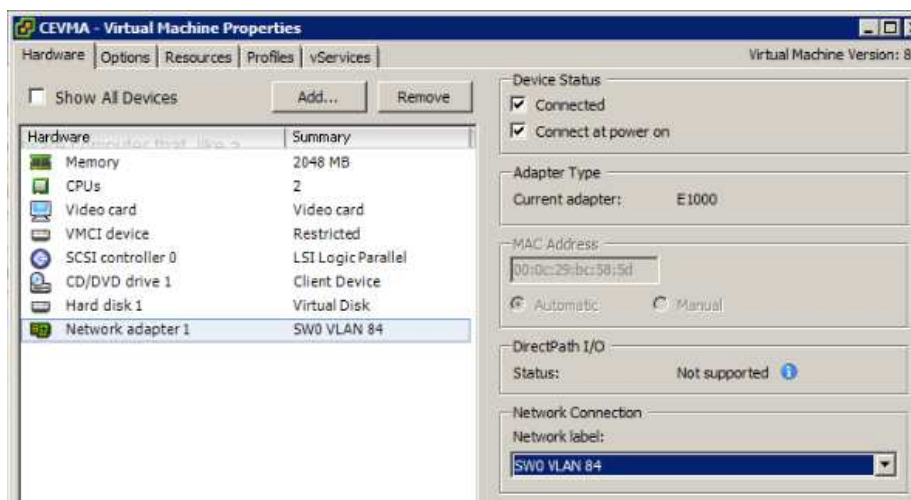 CEVMA - Virtual Machine Properties
Hardware Options Resources Profiles vServices
Virtual Machine Version: 8
Show All Devices Add... Remove
Hardware Summary
Memory 2048 MB
CPUs 2
Video card Video card
VMCI device Restricted
SCSI controller 0 LSI Logic Parallel
CD/DVD drive 1 Client Device
Hard disk 1 Virtual Disk
Network adapter 1 SW0 VLAN 84
Device Status
Connected
Connect at power on
Adapter Type
Current adapter: E1000
MAC Address
00:0c:29:bc:58:5d
Automatic Manual
DirectPath I/O
Status: Not supported
Network Connection
Network label:
SW0 VLAN 84